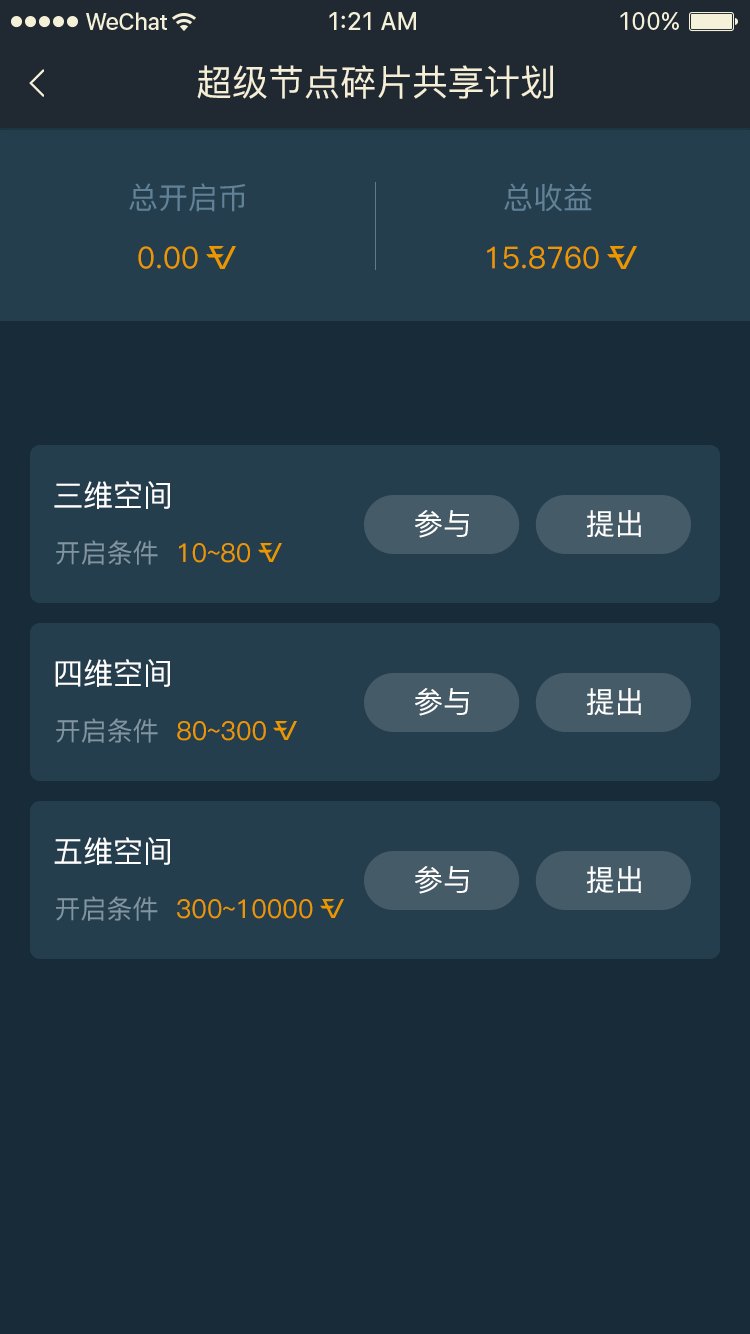 WeChat 1:21 AM 100%
超级节点碎片共享计划
总开启币 总收益
0.00 15.8760
三维空间
参与 提出
开启条件 10~80
四维空间
参与 提出
开启条件 80~300
五维空间
参与 提出
开启条件 300~10000